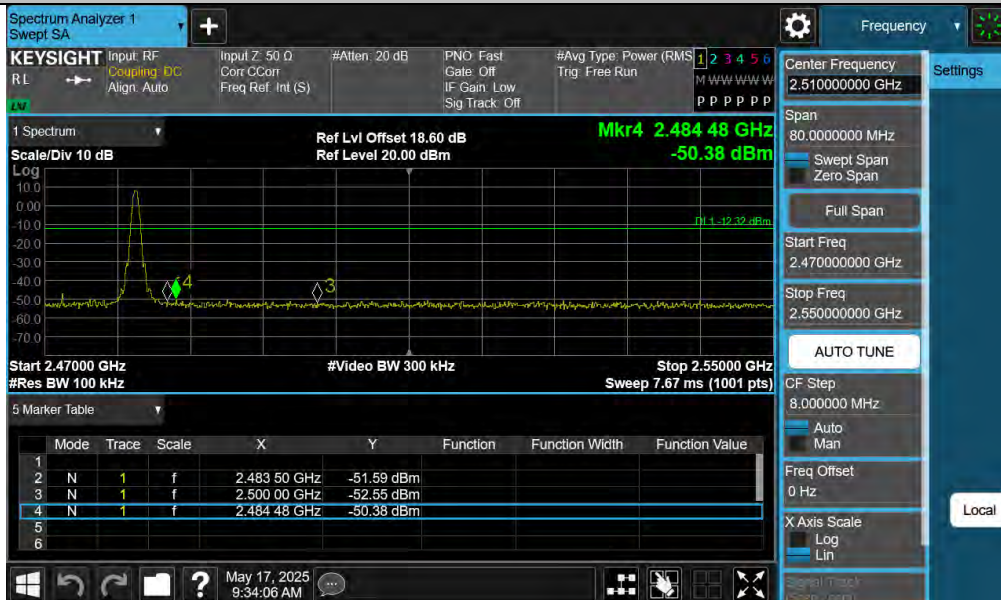 Spectrum Analyzer 1
Swept SA
+
Frequency
KEYSIGHT
RL
LXI
Input: RF
Coupling: DC
Align: Auto
Input Z: 50 Ω
Corr CCorr
Freq Ref: Int (S)
#Atten: 20 dB
PNO: Fast
Gate: Off
IF Gain: Low
Sig Track: Off
#Avg Type: Power (RMS
Trig: Free Run
1 2 3 4 5 6
M W W W W W
P P P P P P
1 Spectrum
Scale/Div 10 dB
Ref Lvl Offset 18.60 dB
Ref Level 20.00 dBm
Mkr4 2.484 48 GHz
-50.38 dBm
Log
10.0
0.00
-10.0
-20.0
-30.0
-40.0
-50.0
-60.0
-70.0
DL1 -12.32 dBm
4
3
Start 2.47000 GHz
#Res BW 100 kHz
#Video BW 300 kHz
Stop 2.55000 GHz
Sweep 7.67 ms (1001 pts)
5 Marker Table
Mode Trace Scale X Y Function Function Width Function Value
1
2 N 1 f 2.483 50 GHz -51.59 dBm
3 N 1 f 2.500 00 GHz -52.55 dBm
4 N 1 f 2.484 48 GHz -50.38 dBm
5
6
?
May 17, 2025
9:34:06 AM
Center Frequency
2.510000000 GHz
Settings
Span
80.0000000 MHz
Swept Span
Zero Span
Full Span
Start Freq
2.470000000 GHz
Stop Freq
2.550000000 GHz
AUTO TUNE
CF Step
8.000000 MHz
Auto
Man
Freq Offset
0 Hz
X Axis Scale
Log
Lin
Local
Signal Track